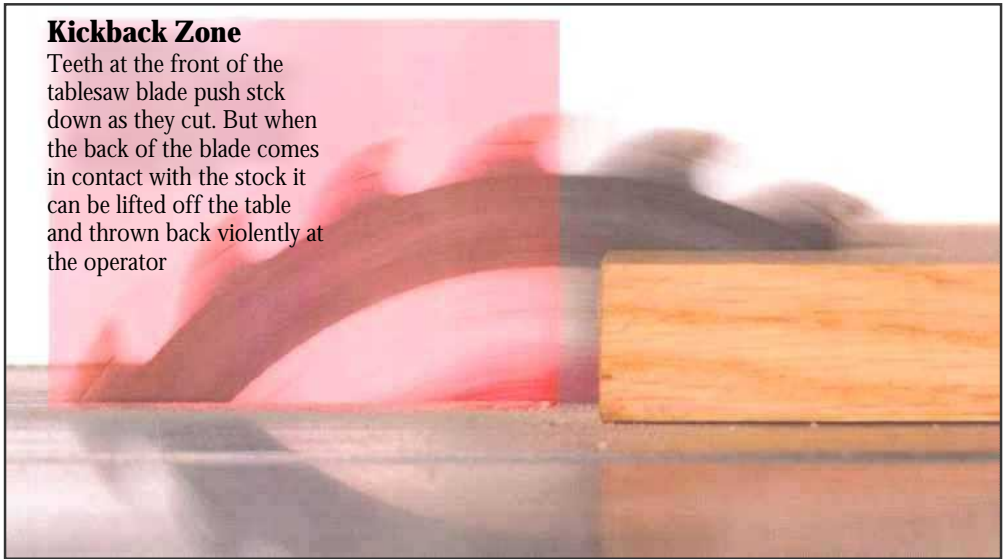 Kickback Zone
Teeth at the front of the
tablesaw blade push stck
down as they cut. But when
the back of the blade comes
in contact with the stock it
can be lifted off the table
and thrown back violently at
the operator